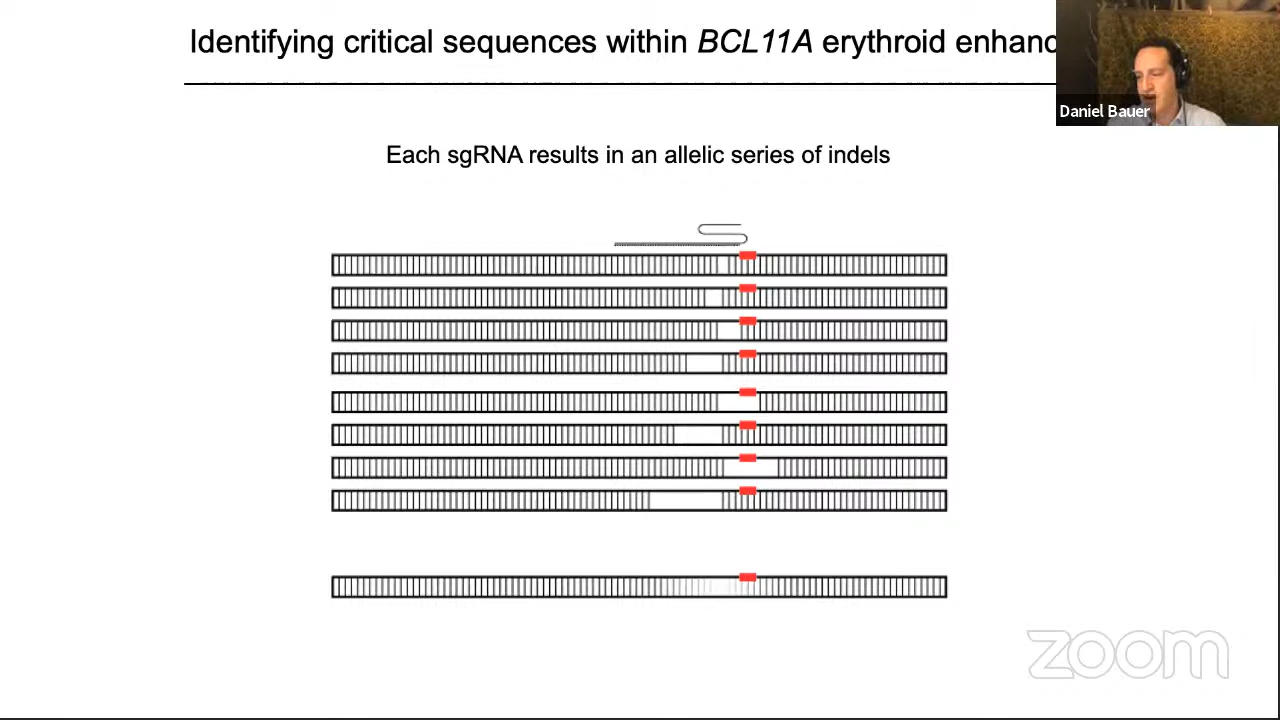 Identifying critical sequences within BCL11A erythroid enhanc
Daniel Bauer
Each sgRNA results in an allelic series of indels
zoom